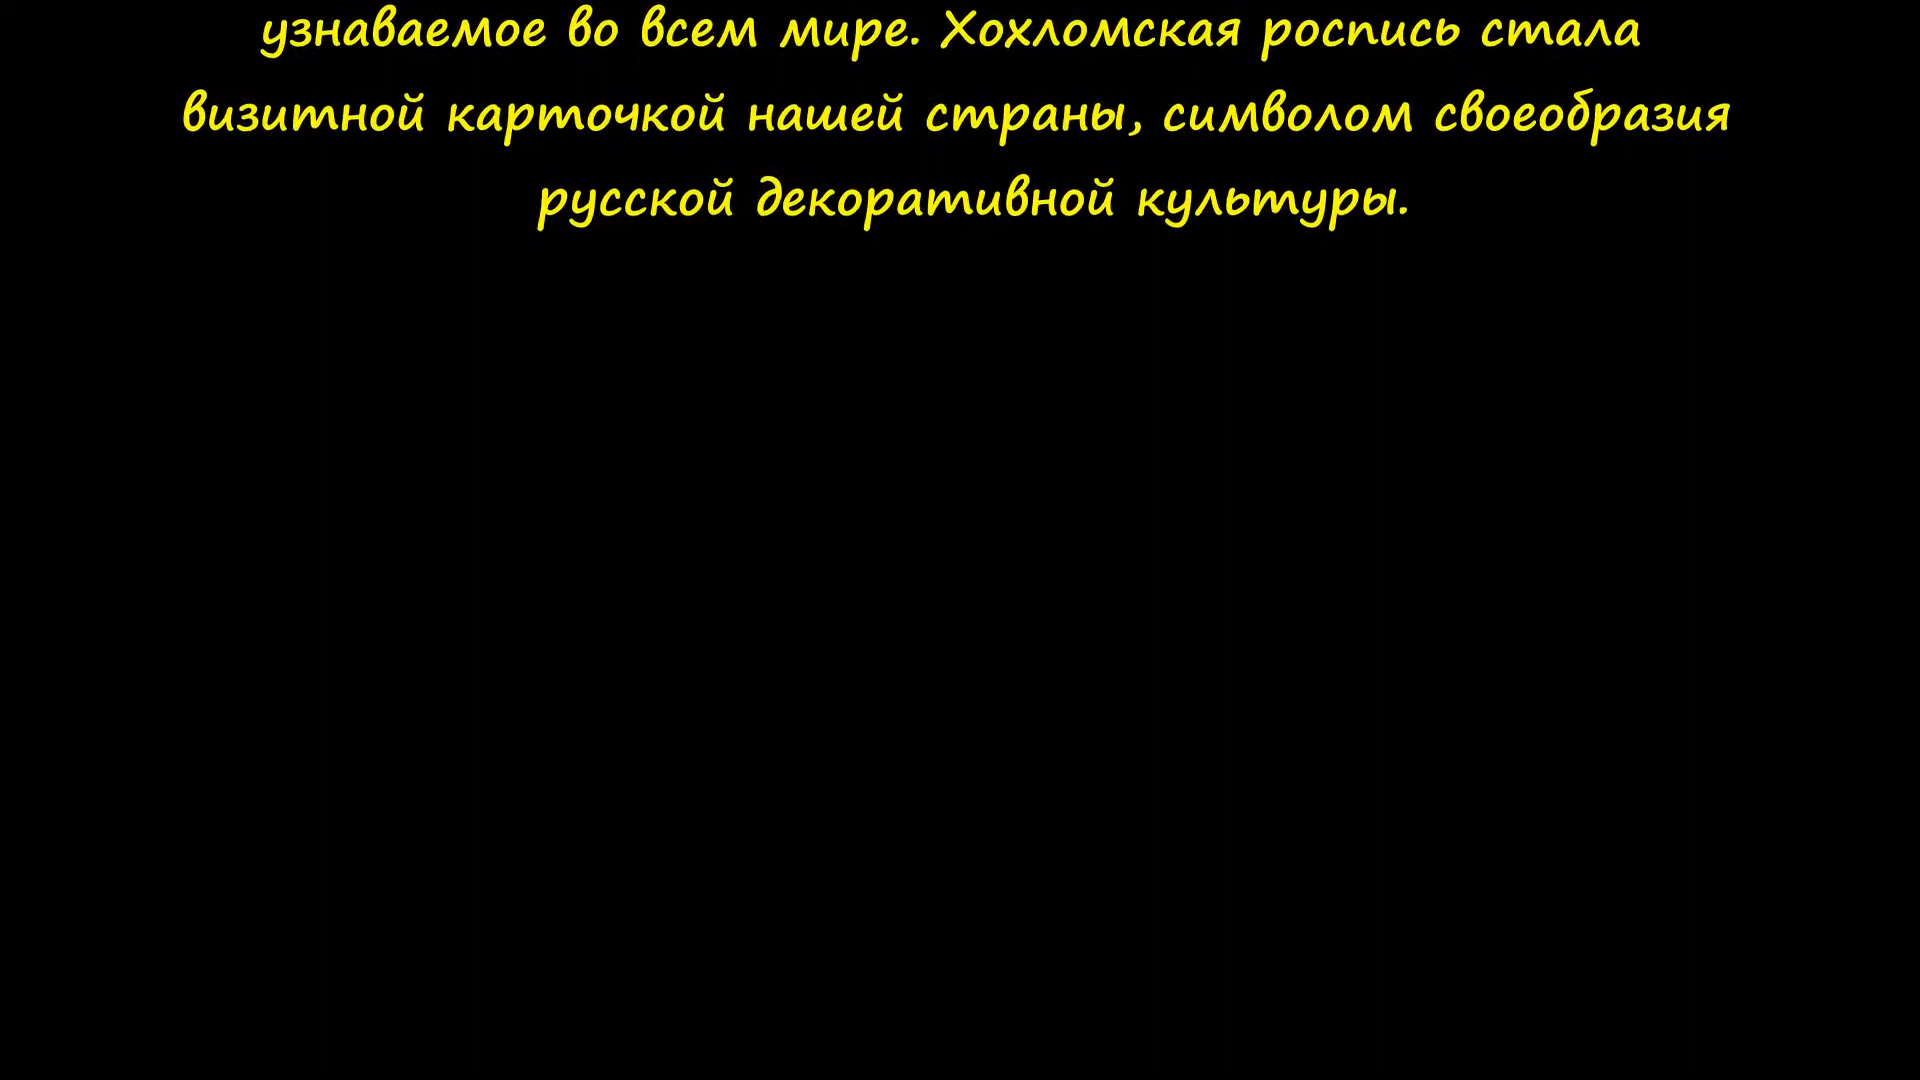 узнаваемое во всем мире. Хохломская роспись стала
визитной карточкой нашей страны, символом своеобразия
русской декоративной культуры.